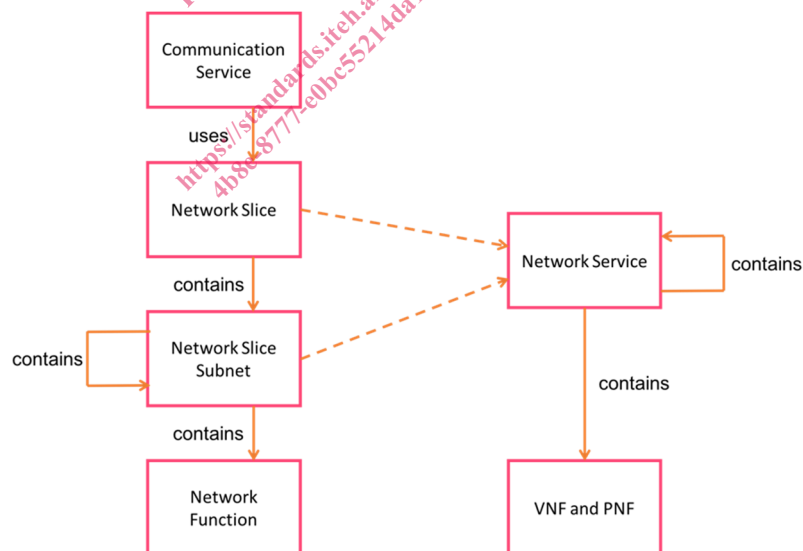 Communication
Service
https://standards.iteh.a
4b8e-8777-e0bc55214da
uses
Network Slice
Network Service
contains
contains
Network Slice
Subnet
contains
contains
contains
Network
Function
VNF and PNF